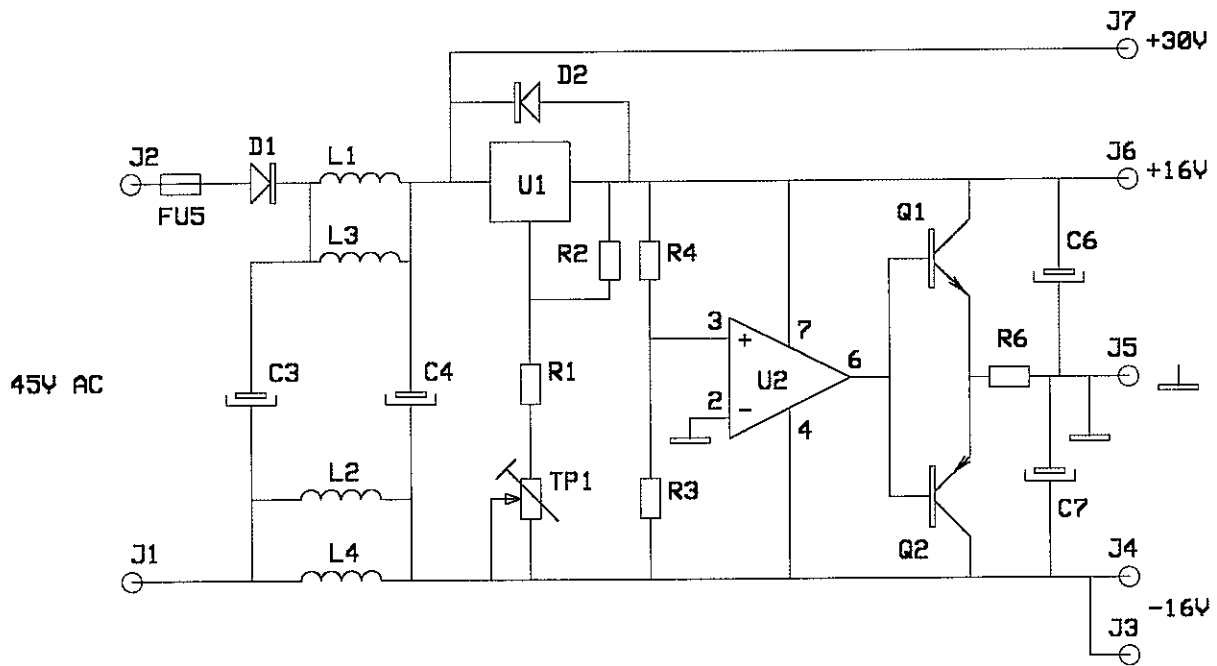 J7
+30V
D2
J2
D1
L1
J6
U1
+16V
FU5
Q1
L3
C6
R2
R4
3
+
7
R6
R1
6
J5
45V AC
C3
C4
U2
2
-
4
L2
TP1
R3
C7
J1
L4
Q2
J4
-16V
J3